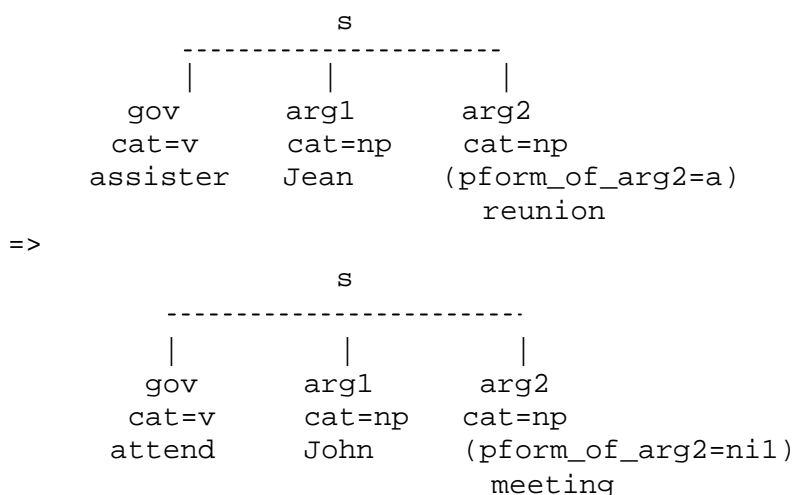 s
-----------------------
| | |
gov arg1 arg2
cat=v cat=np cat=np
assister Jean (pform_of_arg2=a)
reunion
=>
s
--------------------------
| | |
gov arg1 arg2
cat=v cat=np cat=np
attend John (pform_of_arg2=ni1)
meeting